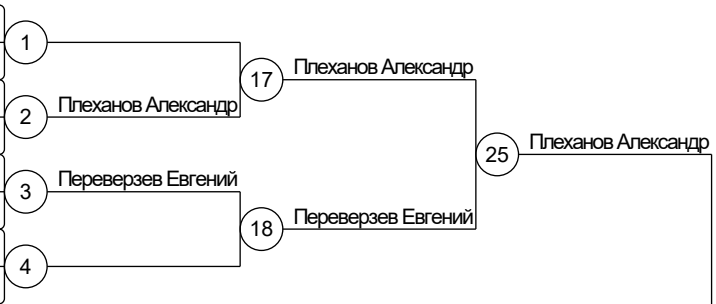 1
Плеханов Александр
17
2
Плеханов Александр
Плеханов Александр
25
3
Переверзев Евгений
Переверзев Евгений
18
4